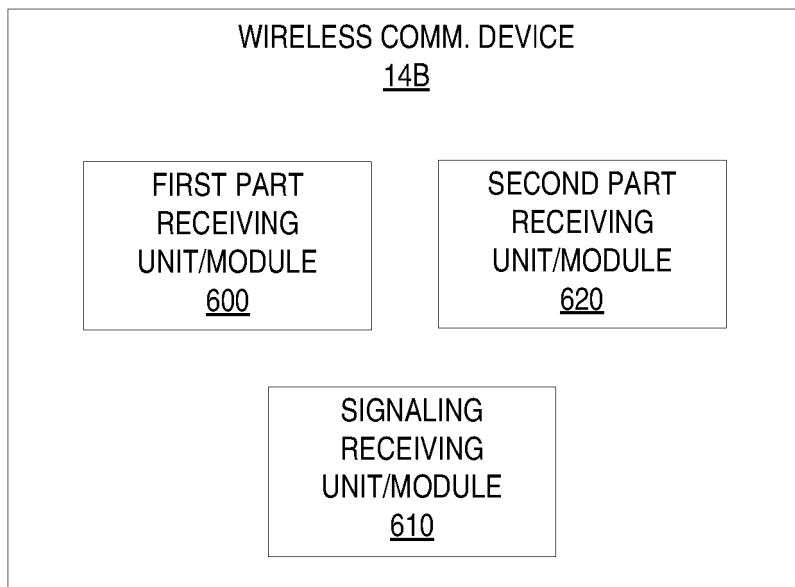 WIRELESS COMM. DEVICE
14B
FIRST PART
RECEIVING
UNIT/MODULE
600
SECOND PART
RECEIVING
UNIT/MODULE
620
SIGNALING
RECEIVING
UNIT/MODULE
610